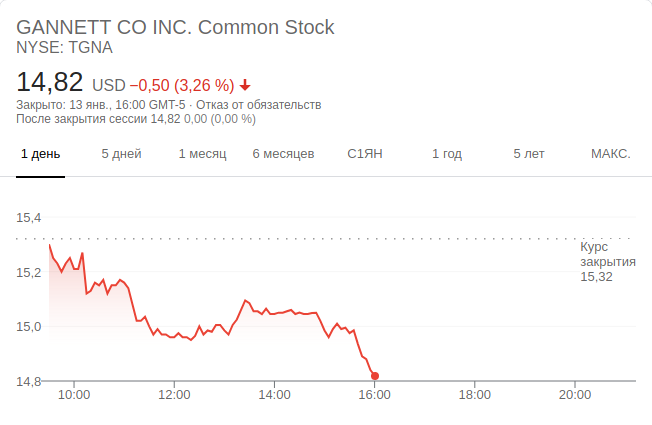 GANNETT CO INC. Common Stock
NYSE: TGNA
14,82 USD −0,50 (3,26 %)
Закрыто: 13 янв., 16:00 GMT-5 · Отказ от обязательств
После закрытия сессии 14,82 0,00 (0,00 %)
1 день 5 дней 1 месяц 6 месяцев С1ЯН 1 год 5 лет МАКС.
15,4
Курс
закрытия
15,32
15,2
15,0
14,8
10:00 12:00 14:00 16:00 18:00 20:00